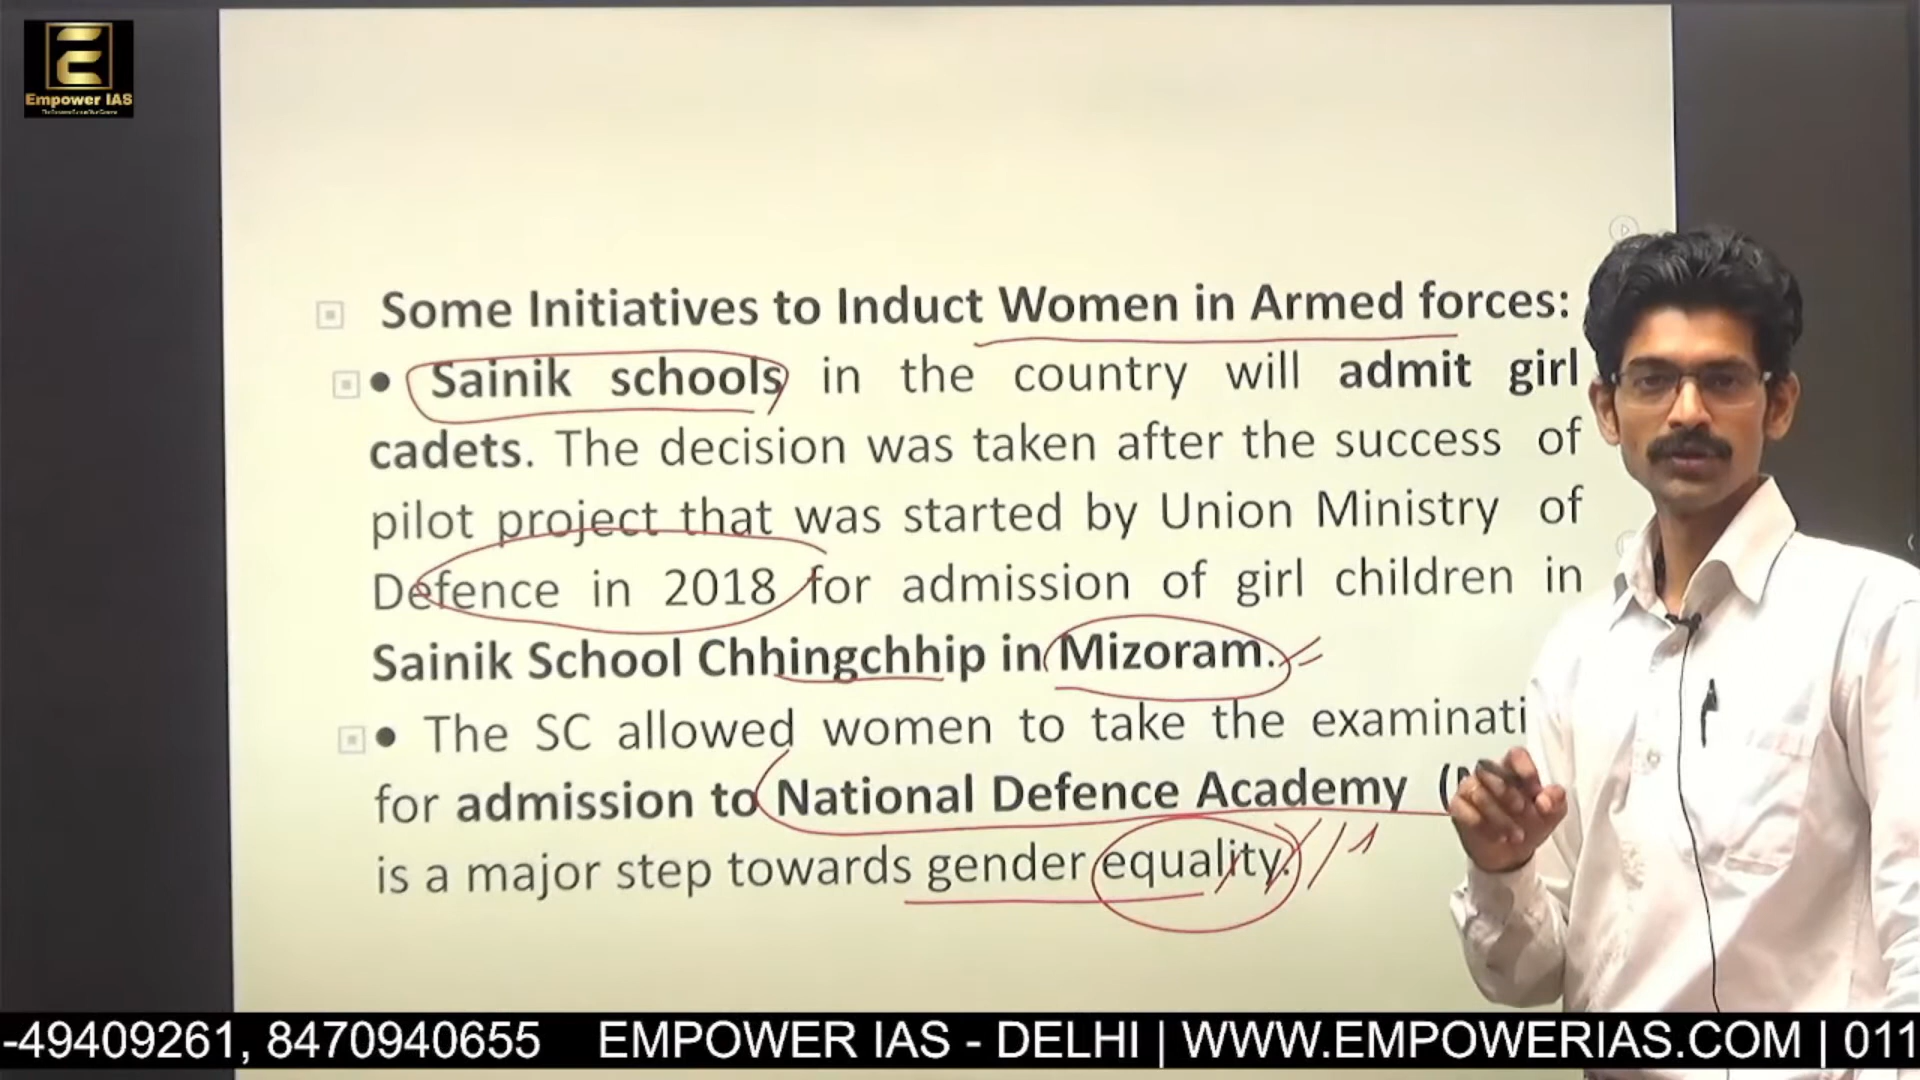 Empower IAS
Some Initiatives to Induct Women in Armed forces:
• Sainik schools in the country will admit girl
cadets. The decision was taken after the success of
pilot project that was started by Union Ministry of
Defence in 2018 for admission of girl children in
Sainik School Chhingchhip in Mizoram.
• The SC allowed women to take the examinati
for admission to National Defence Academy (
is a major step towards gender equality.
-49409261, 8470940655 EMPOWER IAS - DELHI | WWW.EMPOWERIAS.COM | 011